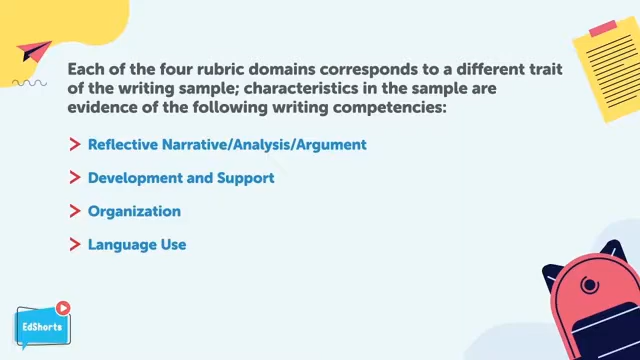 Each of the four rubric domains corresponds to a different trait
of the writing sample; characteristics in the sample are
evidence of the following writing competencies:
Reflective Narrative/Analysis/Argument
Development and Support
Organization
Language Use
EdShorts